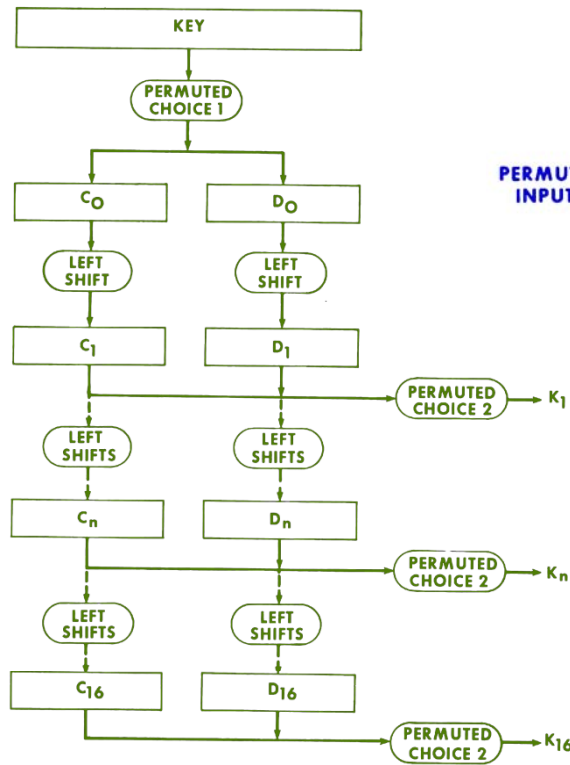 KEY
PERMUTED
CHOICE 1
C0
D0
PERMUT
INPUT
LEFT
SHIFT
LEFT
SHIFT
C1
D1
PERMUTED
CHOICE 2
K1
LEFT
SHIFTS
LEFT
SHIFTS
Cn
Dn
PERMUTED
CHOICE 2
Kn
LEFT
SHIFTS
LEFT
SHIFTS
C16
D16
PERMUTED
CHOICE 2
K16